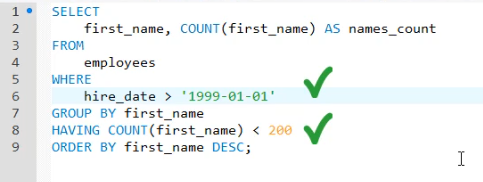 1 SELECT
2 first_name, COUNT(first_name) AS names_count
3 FROM
4 employees
5 WHERE
6 hire_date > '1999-01-01'
7 GROUP BY first_name
8 HAVING COUNT(first_name) < 200
9 ORDER BY first_name DESC;